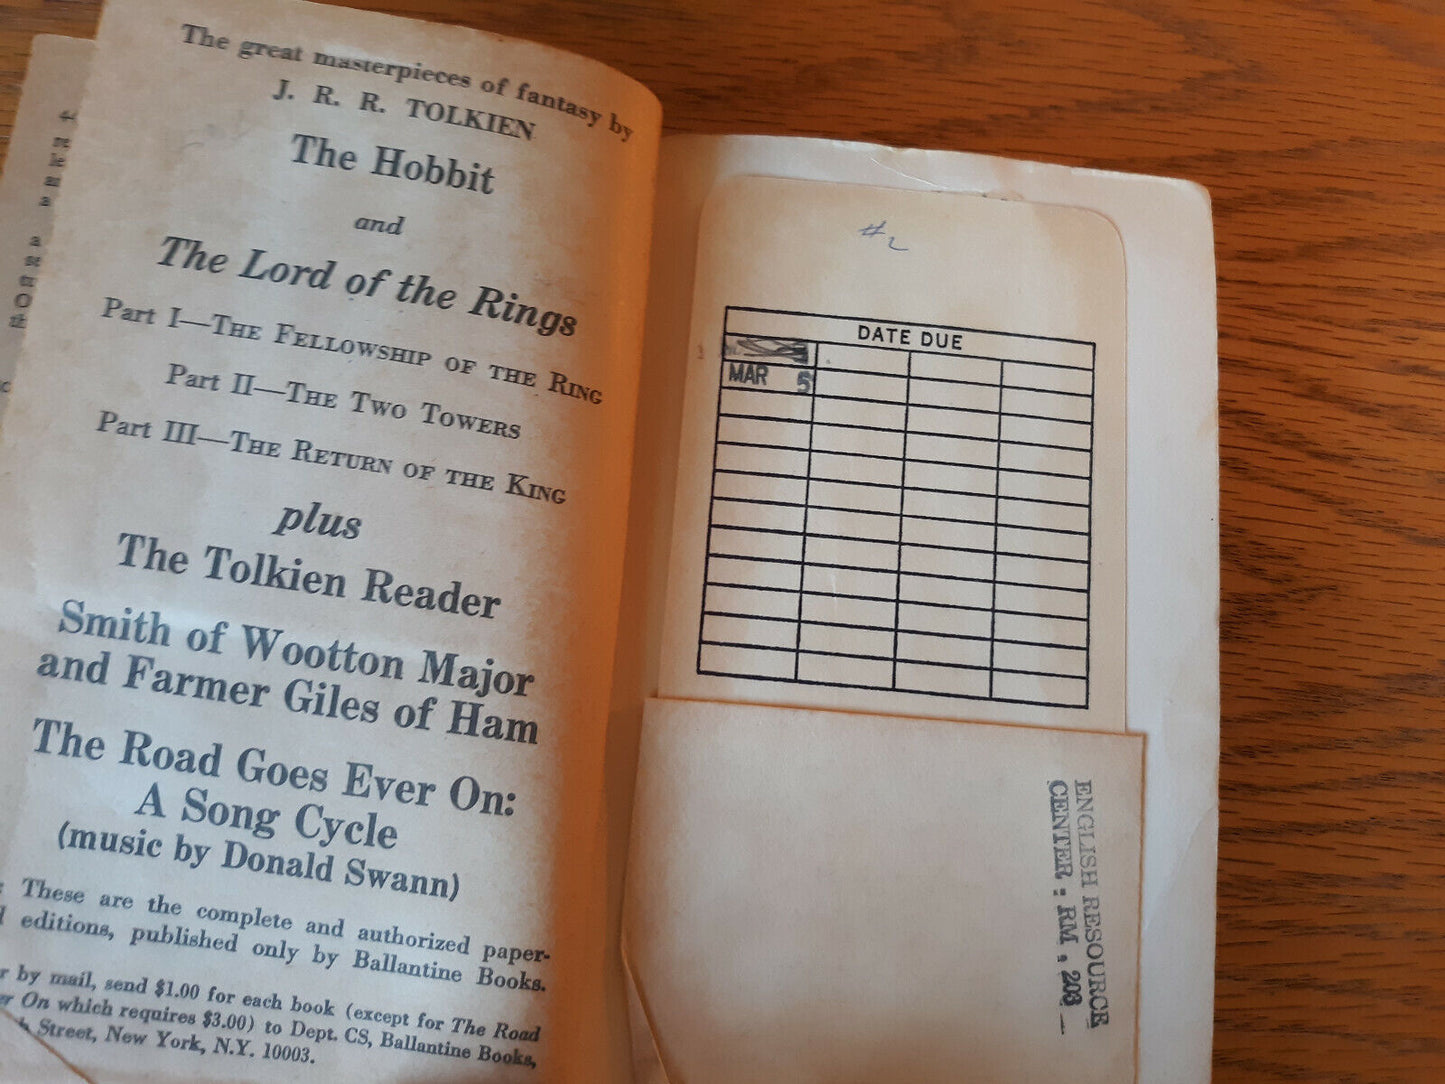 The great masterpieces of fantasy by
J. R. R. TOLKIEN
The Hobbit
and
The Lord of the Rings
Part I—THE FELLOWSHIP OF THE RING
Part II—THE TWO TOWERS
Part III—THE RETURN OF THE KING
plus
The Tolkien Reader
Smith of Wootton Major
and Farmer Giles of Ham
The Road Goes Ever On:
A Song Cycle
(music by Donald Swann)
These are the complete and authorized paper-
editions, published only by Ballantine Books.
by mail, send $1.00 for each book (except for The Road
On which requires $3.00) to Dept. CS, Ballantine Books,
Street, New York, N.Y. 10003.
#2
DATE DUE
MAR 5
ENGLISH RESOURCE
CENTER : RM . 203 —